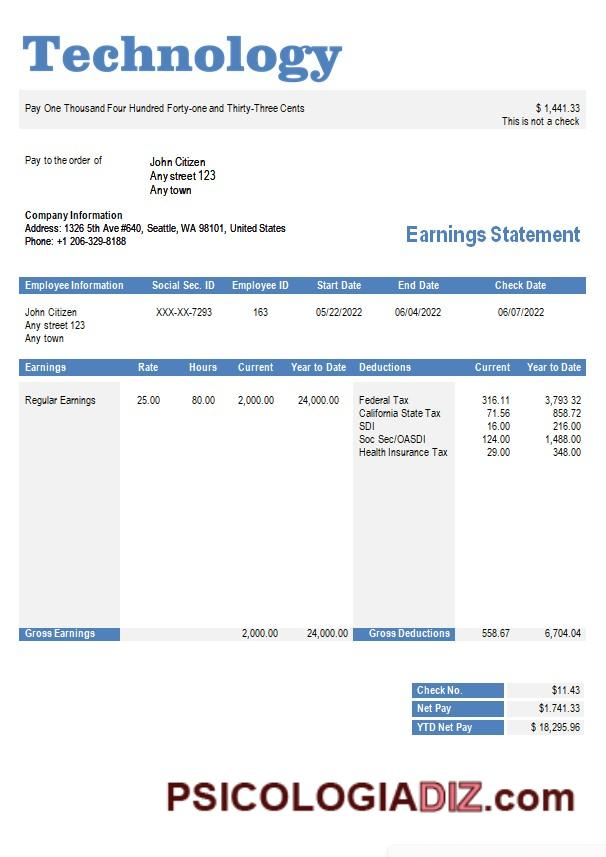 Technology
Pay One Thousand Four Hundred Forty-one and Thirty-Three Cents $ 1,441.33
This is not a check
Pay to the order of John Citizen
Any street 123
Any town
Company Information
Address: 1326 5th Ave #640, Seattle, WA 98101, United States
Phone: +1 206-329-8188
Earnings Statement
Employee Information Social Sec. ID Employee ID Start Date End Date Check Date
John Citizen XXX-XX-7293 163 05/22/2022 06/04/2022 06/07/2022
Any street 123
Any town
Earnings Rate Hours Current Year to Date Deductions Current Year to Date
Regular Earnings 25.00 80.00 2,000.00 24,000.00 Federal Tax 316.11 3,793 32
California State Tax 71.56 858.72
SDI 16.00 216.00
Soc Sec/OASDI 124.00 1,488.00
Health Insurance Tax 29.00 348.00
Gross Earnings 2,000.00 24,000.00 Gross Deductions 558.67 6,704.04
Check No. $11.43
Net Pay $1.741.33
YTD Net Pay $ 18,295.96
PSICOLOGIADIZ.com